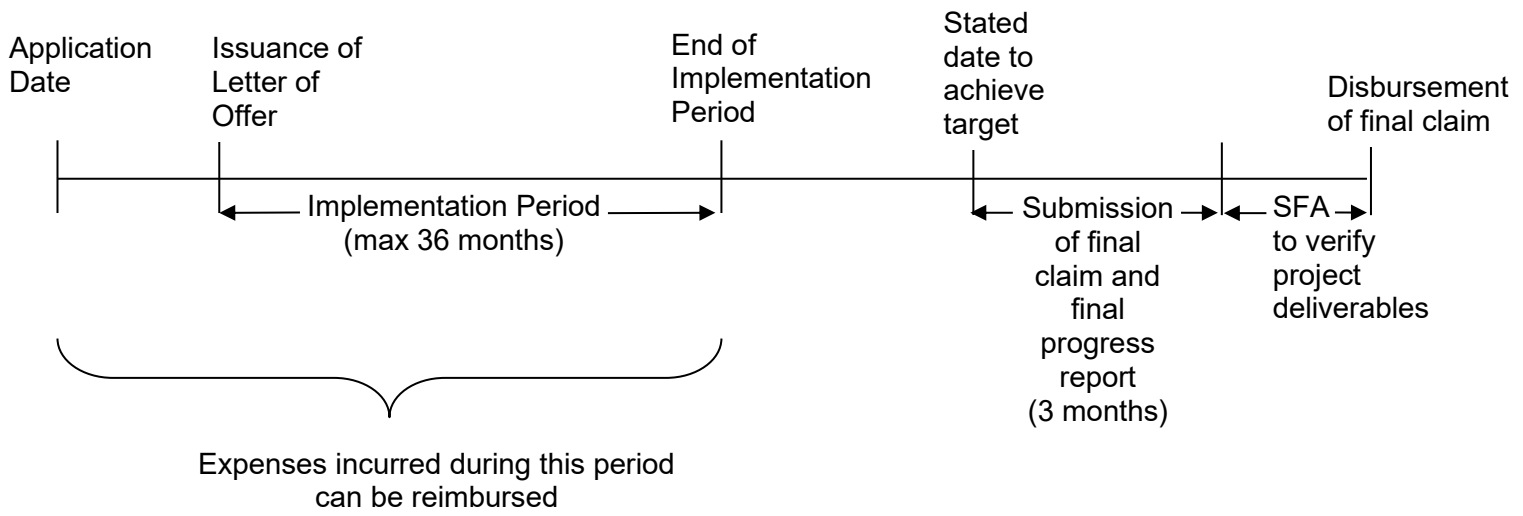 Application
Date
Issuance of
Letter of
Offer
End of
Implementation
Period
Stated
date to
achieve
target
Disbursement
of final claim
Implementation Period
(max 36 months)
Submission
of final
claim and
final
progress
report
(3 months)
SFA
to verify
project
deliverables
Expenses incurred during this period
can be reimbursed